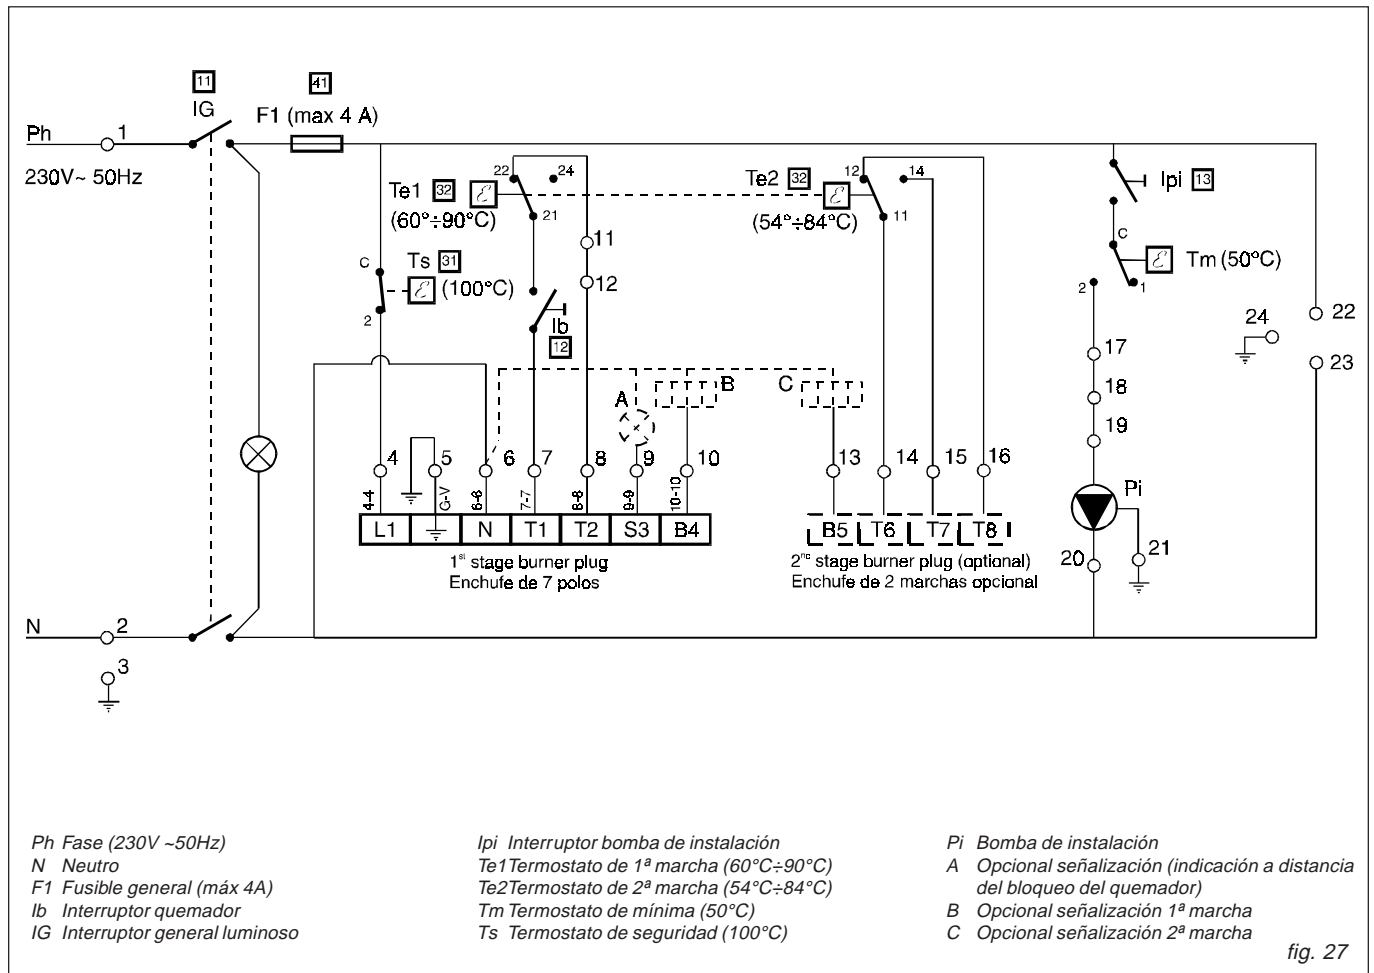 11
IG
41
F1 (max 4 A)
Ph
1
230V~ 50Hz
22
24
Te1 32
(60°÷90°C)
21
Te2 32
(54°÷84°C)
12
14
11
Ipi 13
C
Tm (50°C)
2
1
C
Ts 31
(100°C)
2
11
12
Ib
12
24
22
23
17
18
19
A
B
C
4
5
6
7
8
9
10
13
14
15
16
4-4
G-V
6-6
7-7
8-8
9-9
10-10
L1
N
T1
T2
S3
B4
B5
T6
T7
T8
Pi
20
21
1st stage burner plug
Enchufe de 7 polos
2nc stage burner plug (optional)
Enchufe de 2 marchas opcional
N
2
3
Ph Fase (230V ~50Hz)
N Neutro
F1 Fusible general (máx 4A)
Ib Interruptor quemador
IG Interruptor general luminoso
Ipi Interruptor bomba de instalación
Te1 Termostato de 1ª marcha (60°C÷90°C)
Te2 Termostato de 2ª marcha (54°C÷84°C)
Tm Termostato de mínima (50°C)
Ts Termostato de seguridad (100°C)
Pi Bomba de instalación
A Opcional señalización (indicación a distancia
del bloqueo del quemador)
B Opcional señalización 1ª marcha
C Opcional señalización 2ª marcha
fig. 27